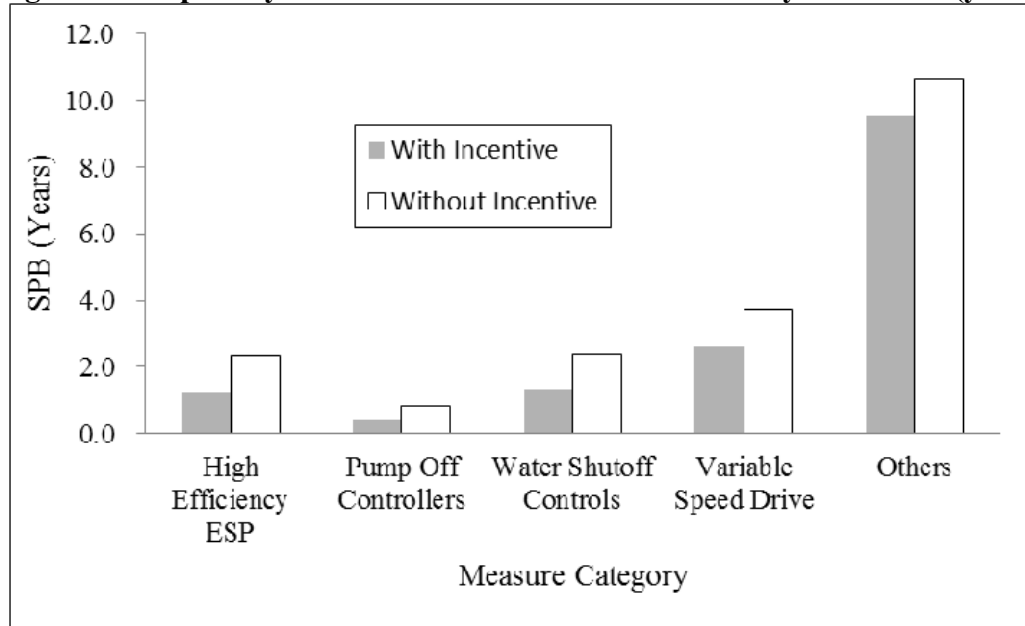 12.0
10.0
8.0
6.0
4.0
2.0
0.0
SPB (Years)
With Incentive
Without Incentive
High
Efficiency
ESP
Pump Off
Controllers
Water Shutoff
Controls
Variable
Speed Drive
Others
Measure Category